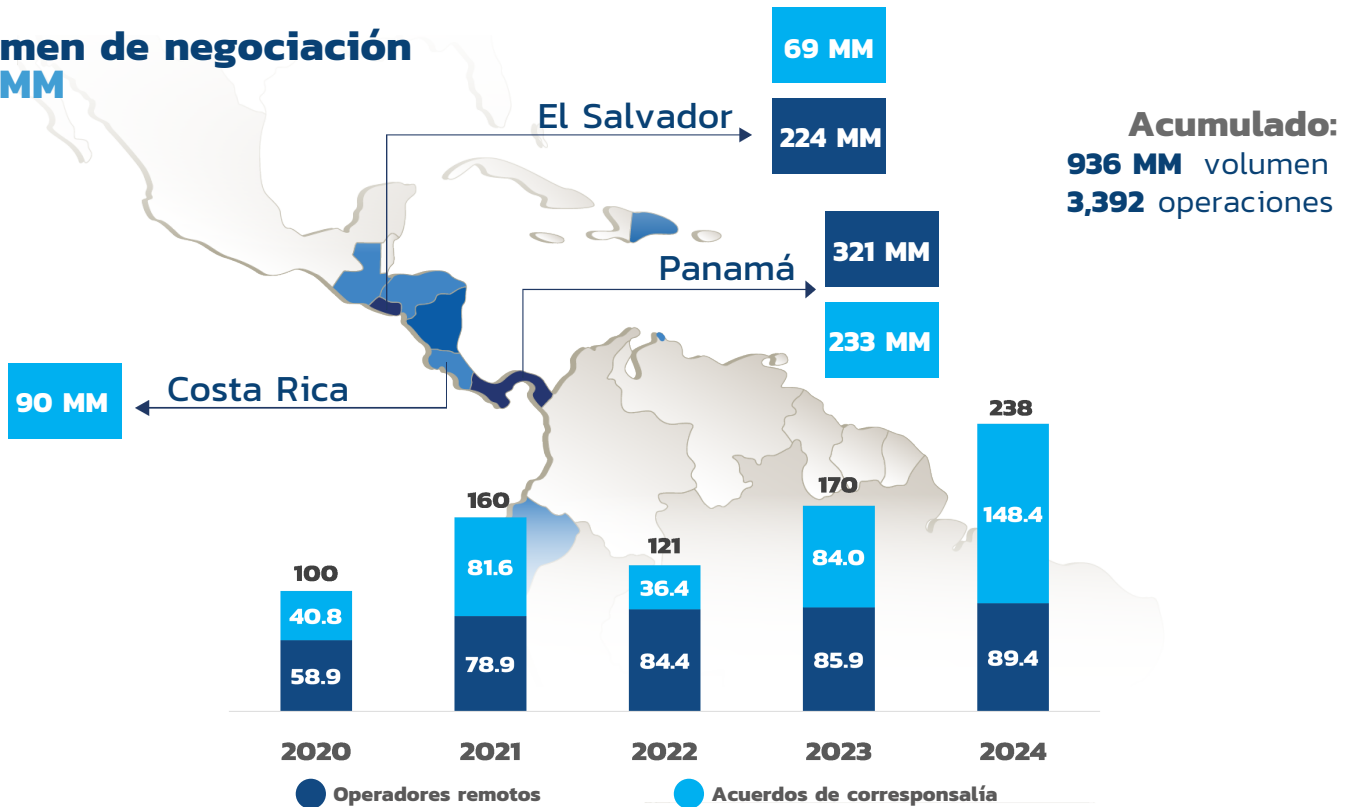 men de negociación
MM
69 MM
El Salvador
224 MM
Acumulado:
936 MM volumen
3,392 operaciones
321 MM
Panamá
233 MM
90 MM
Costa Rica
238
170
160
148.4
121
84.0
81.6
100
36.4
40.8
89.4
85.9
84.4
78.9
58.9
2020
2021
2022
2023
2024
Operadores remotos
Acuerdos de corresponsalía